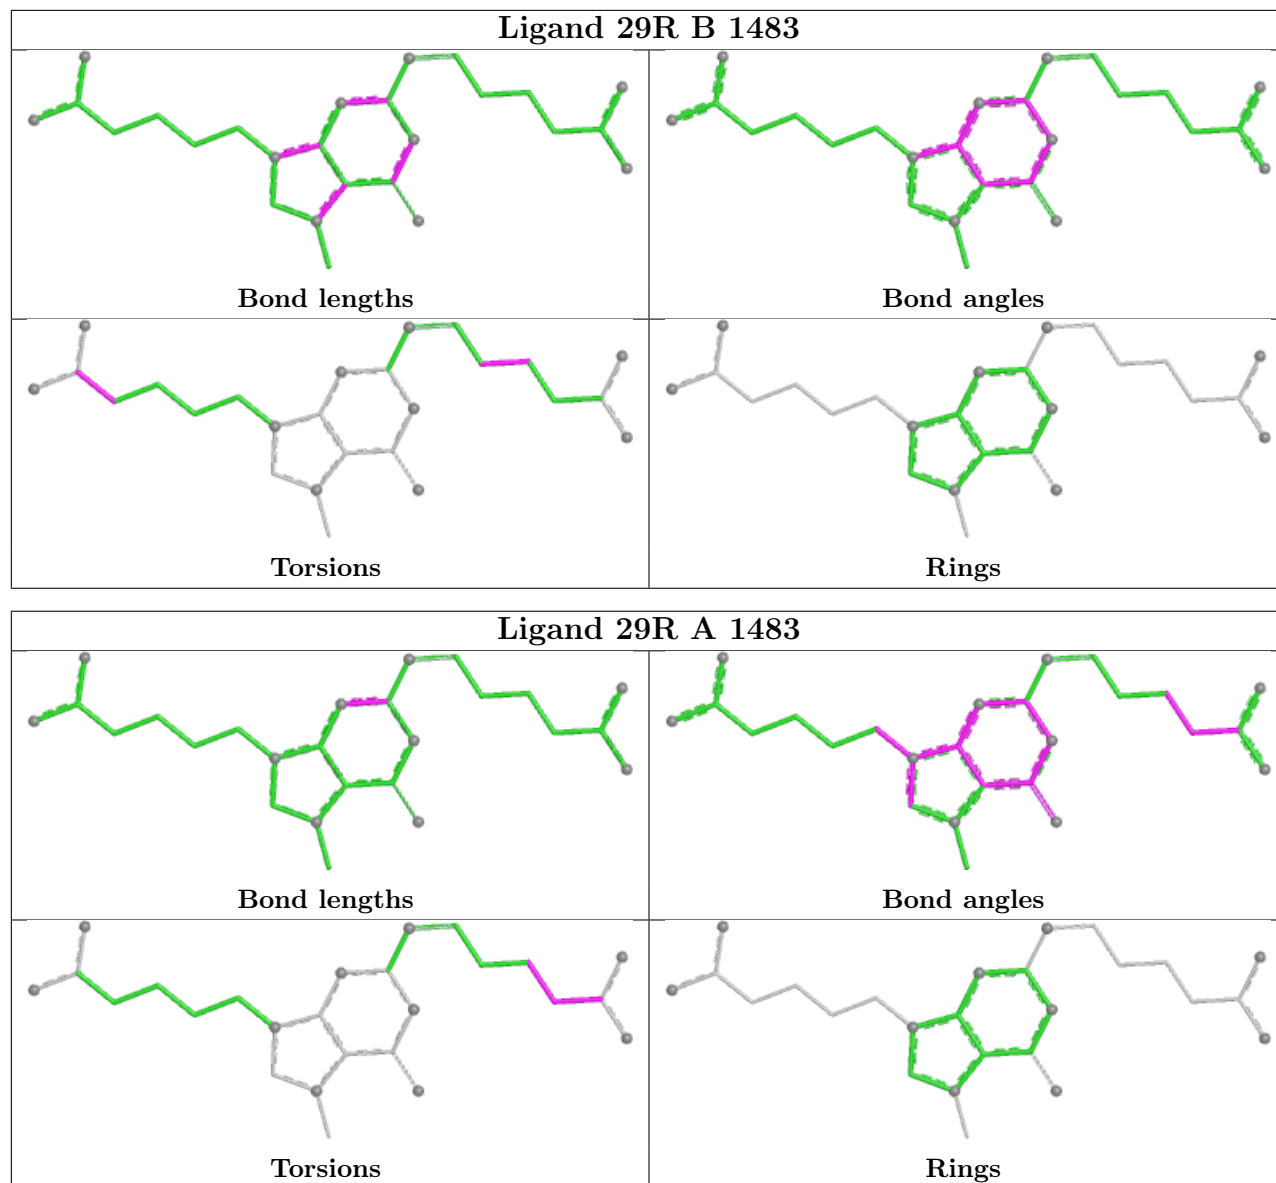 Ligand 29R B 1483
Bond lengths
Bond angles
Torsions
Rings
Ligand 29R A 1483
Bond lengths
Bond angles
Torsions
Rings